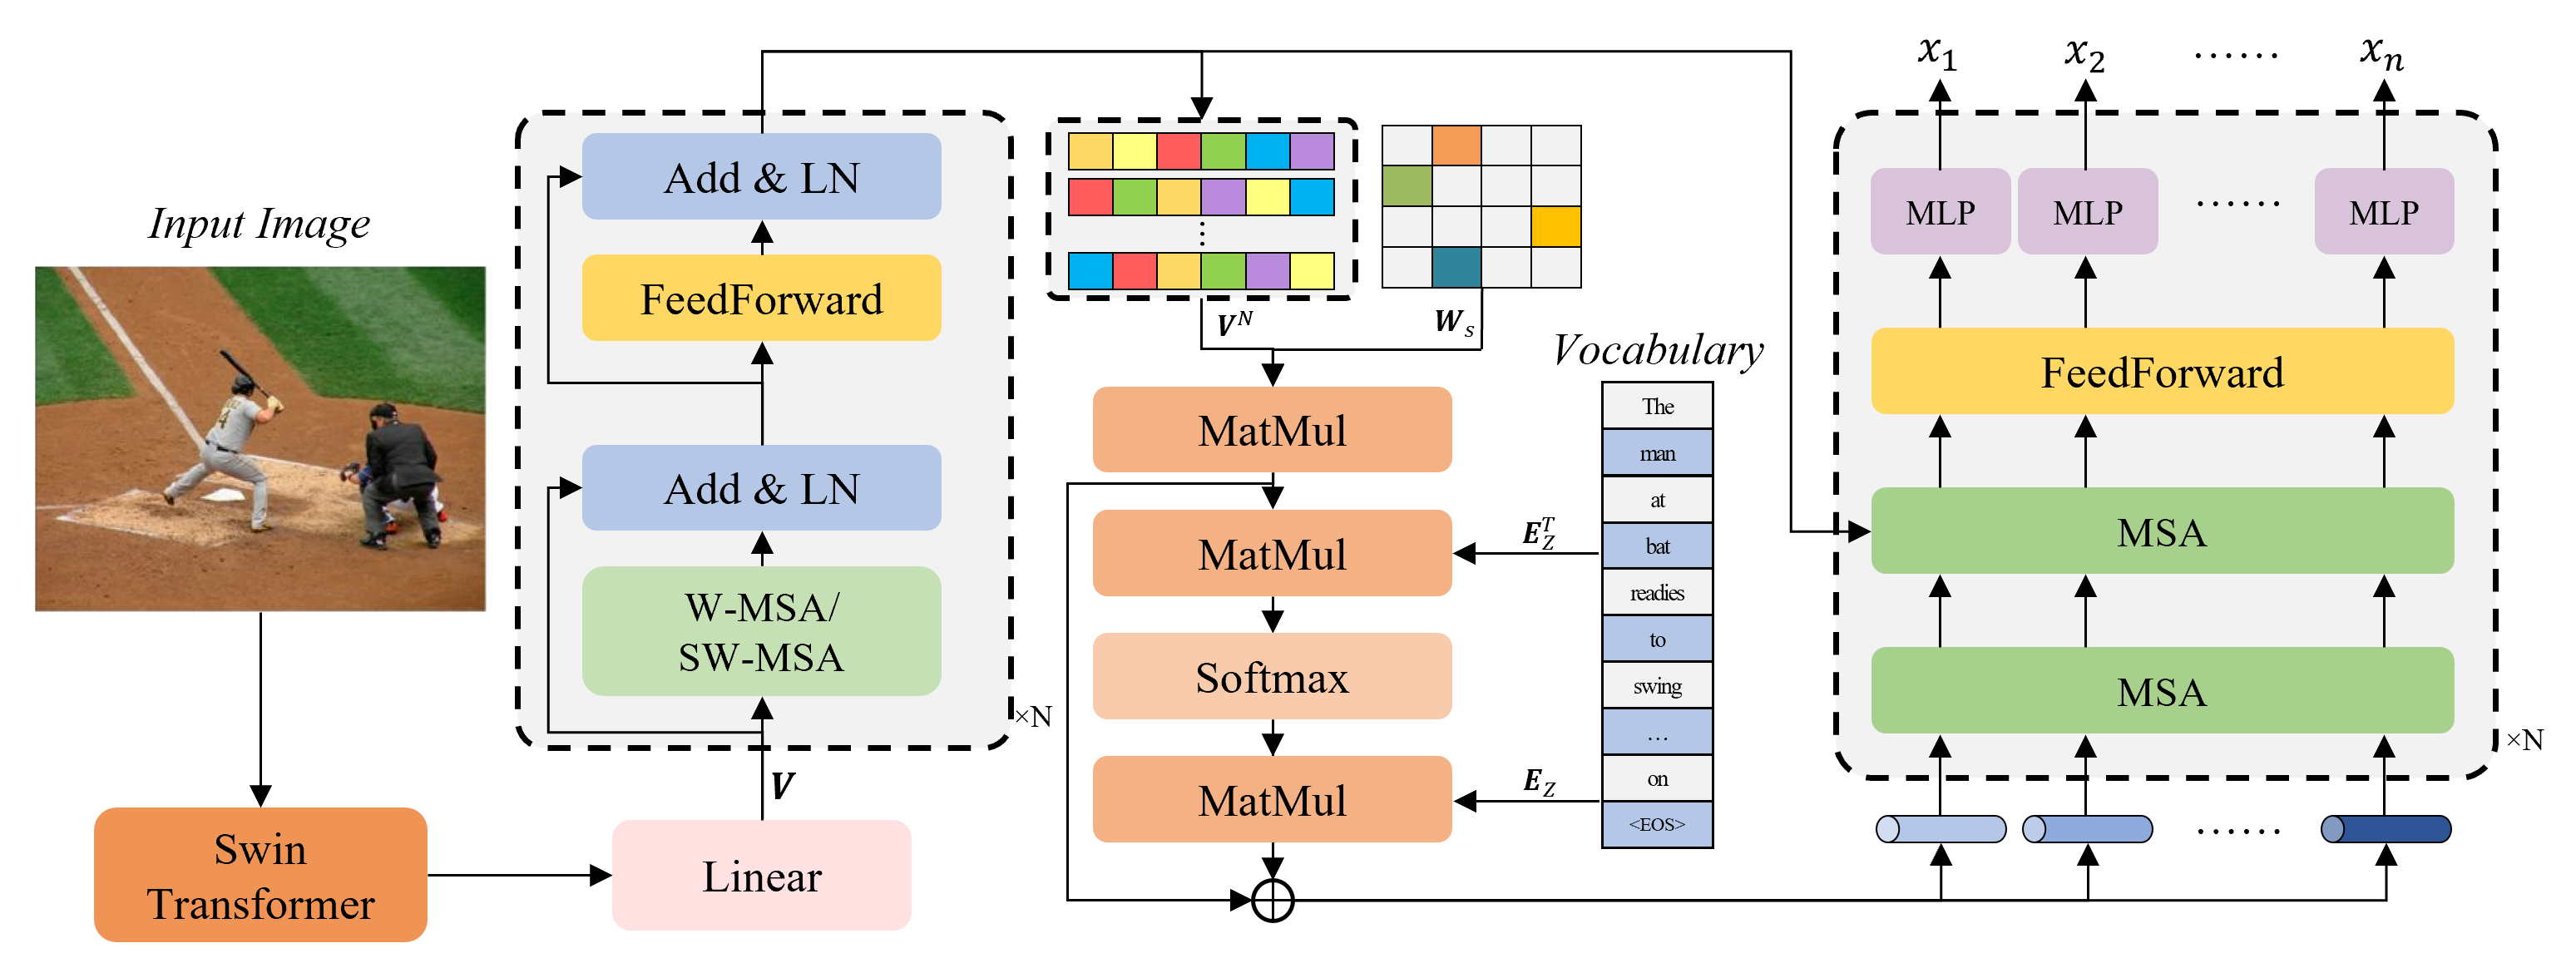 Input Image
Swin
Transformer
Linear
V
Add & LN
FeedForward
Add & LN
W-MSA/
SW-MSA
×N
V^N
W_s
MatMul
MatMul
Softmax
MatMul
E_Z^T
E_Z
Vocabulary
The
man
at
bat
readies
to
swing
...
on
<EOS>
x_1 x_2 ...... x_n
MLP MLP ...... MLP
FeedForward
MSA
MSA
×N
......